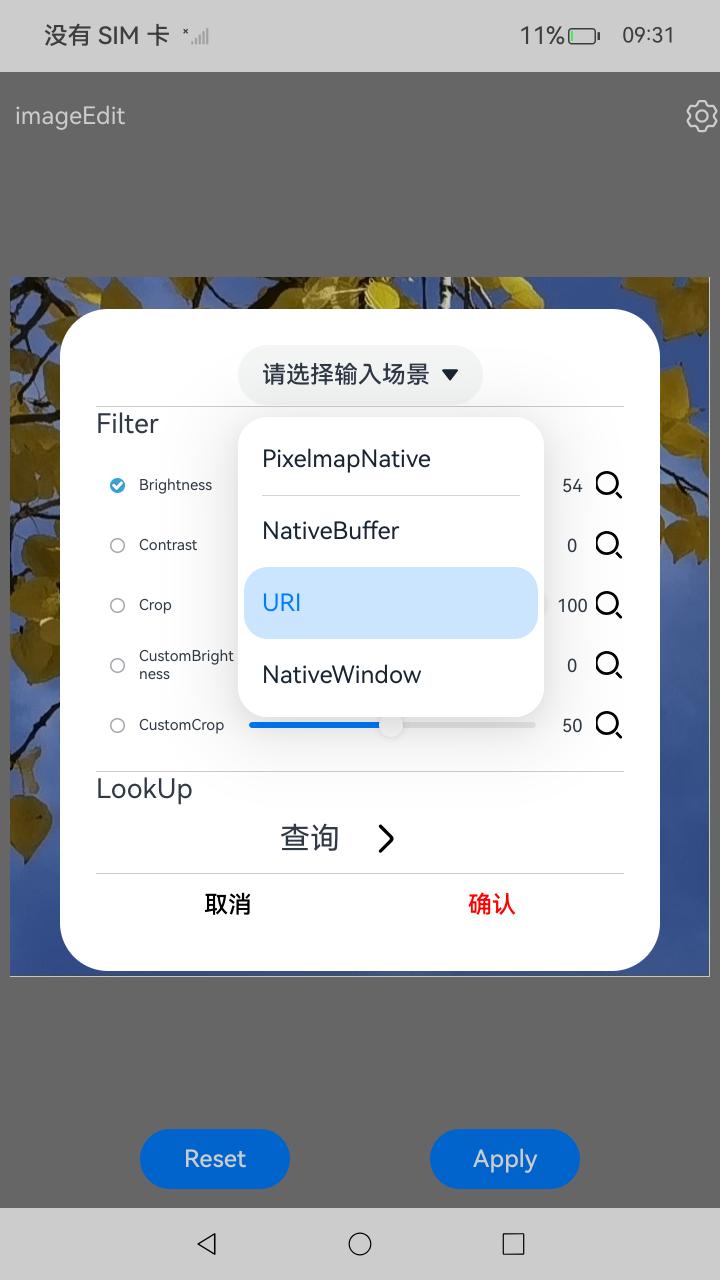 没有 SIM 卡
11%
09:31
imageEdit
请选择输入场景
Filter
PixelmapNative
Brightness
54
NativeBuffer
Contrast
0
URI
Crop
100
CustomBright
ness
0
NativeWindow
CustomCrop
50
LookUp
查询
取消
确认
Reset
Apply